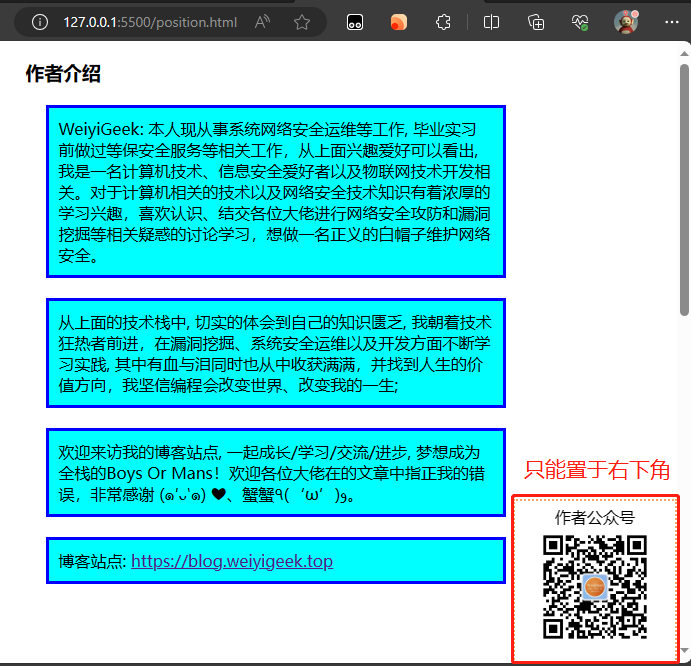 127.0.0.1:5500/position.html
作者介绍
WeiyiGeek: 本人现从事系统网络安全运维等工作, 毕业实习
前做过等保安全服务等相关工作，从上面兴趣爱好可以看出,
我是一名计算机技术、信息安全爱好者以及物联网技术开发相
关。对于计算机相关的技术以及网络安全技术知识有着浓厚的
学习兴趣，喜欢认识、结交各位大佬进行网络安全攻防和漏洞
挖掘等相关疑惑的讨论学习，想做一名正义的白帽子维护网络
安全。
从上面的技术栈中, 切实的体会到自己的知识匮乏, 我朝着技术
狂热者前进，在漏洞挖掘、系统安全运维以及开发方面不断学
习实践, 其中有血与泪同时也从中收获满满，并找到人生的价
值方向，我坚信编程会改变世界、改变我的一生;
欢迎来访我的博客站点, 一起成长/学习/交流/进步, 梦想成为
全栈的Boys Or Mans！欢迎各位大佬在的文章中指正我的错
误，非常感谢 (๑′ᴗ‵๑) ♥、蟹蟹٩(‘ω’)و。
博客站点: https://blog.weiyigeek.top
只能置于右下角
作者公众号